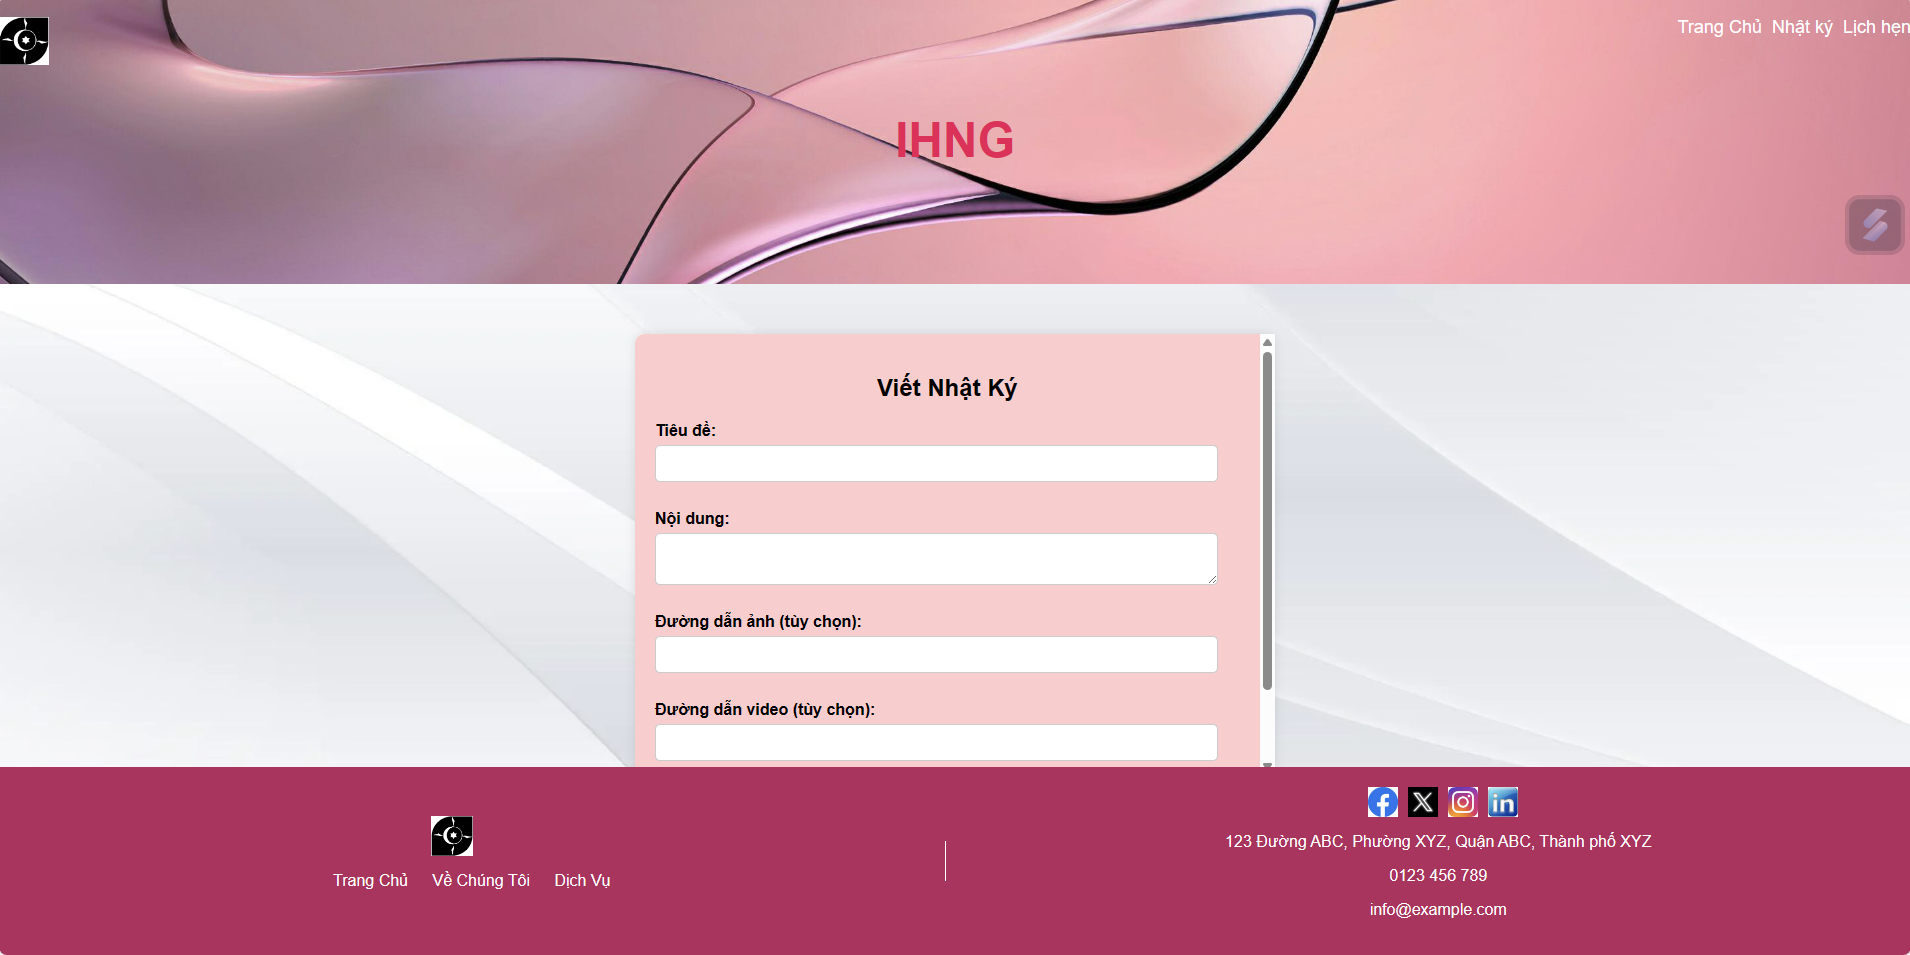 Trang Chủ Nhật ký Lịch hẹn
IHNG
Viết Nhật Ký
Tiêu đề:
Nội dung:
Đường dẫn ảnh (tùy chọn):
Đường dẫn video (tùy chọn):
Trang Chủ Về Chúng Tôi Dịch Vụ
123 Đường ABC, Phường XYZ, Quận ABC, Thành phố XYZ
0123 456 789
info@example.com